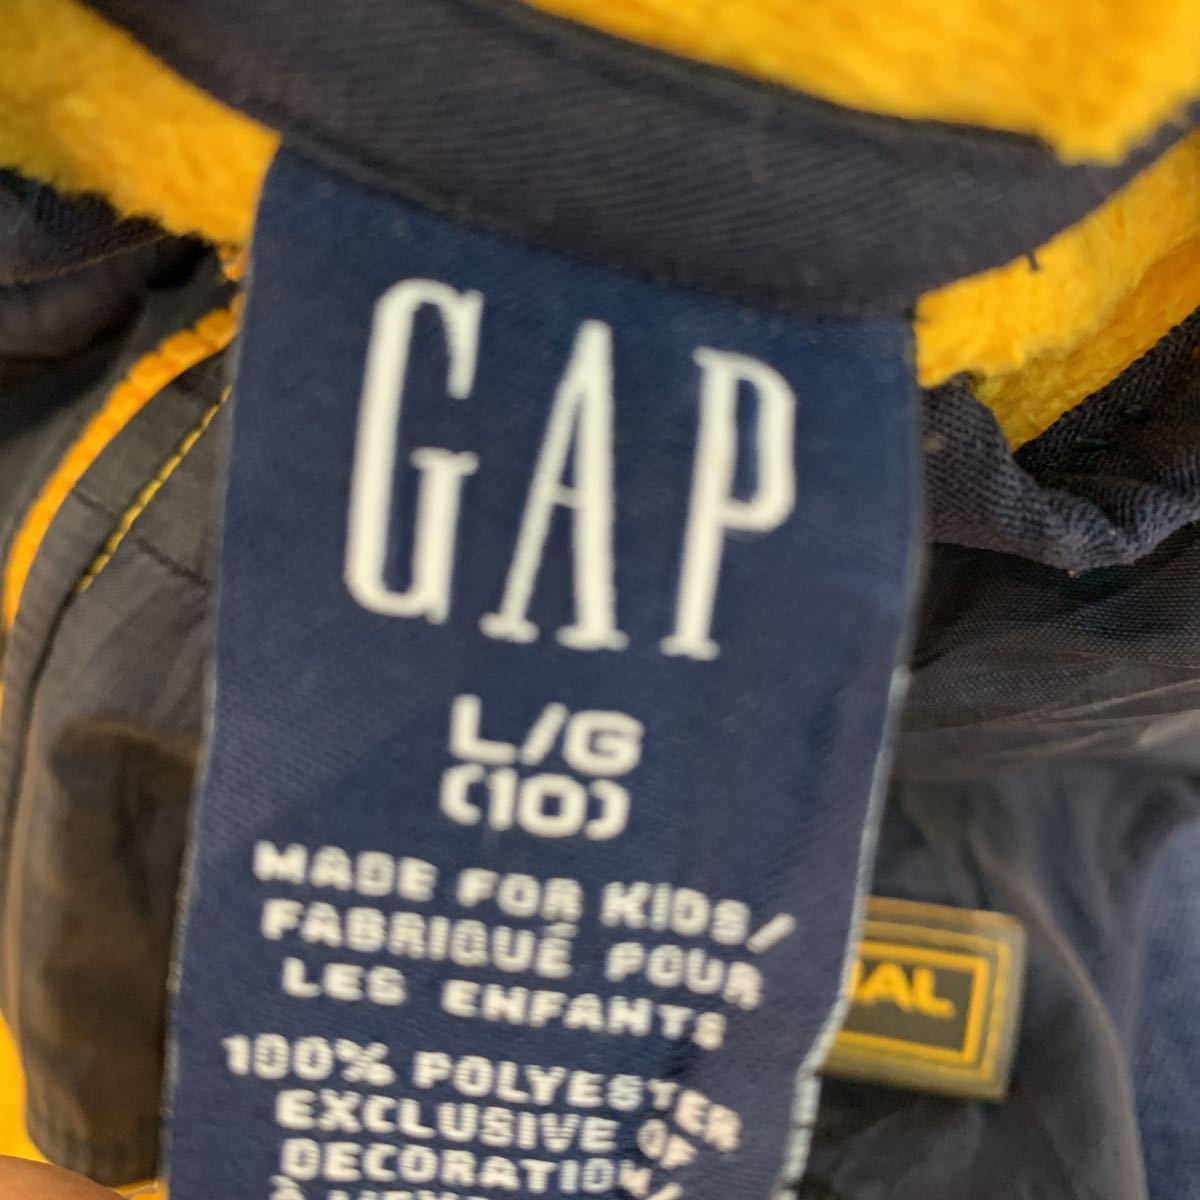 GAP
L/G
(10)
MADE FOR KIDS/
FABRIQUÉ POUR
LES ENFANTS
100% POLYESTER
EXCLUSIVE OF
DECORATION/